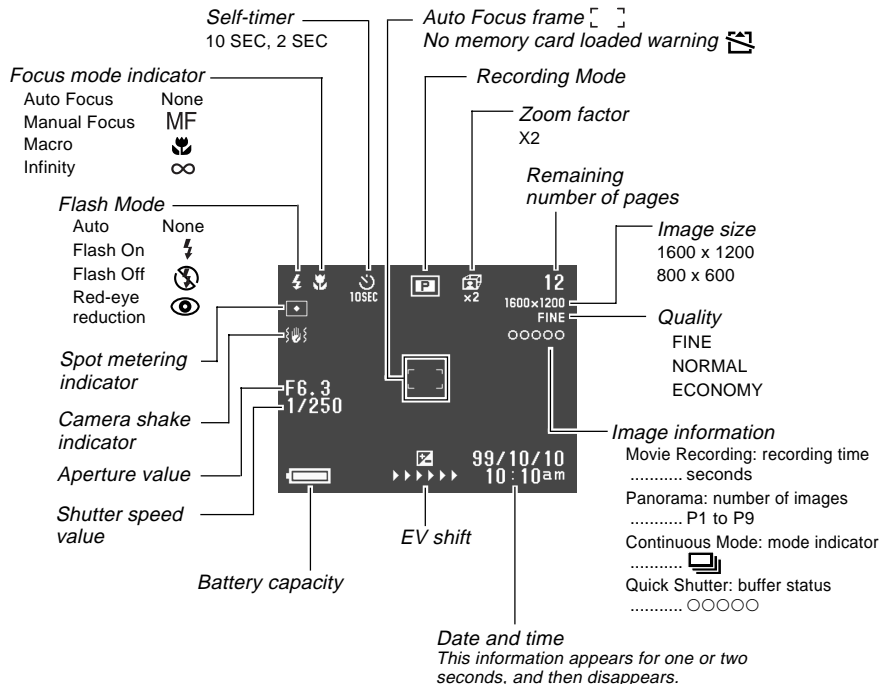 Self-timer
10 SEC, 2 SEC
Auto Focus frame
No memory card loaded warning
Focus mode indicator
Auto Focus None
Manual Focus MF
Macro
Infinity ∞
Recording Mode
Zoom factor
X2
Remaining
number of pages
Flash Mode
Auto None
Flash On
Flash Off
Red-eye
reduction
Image size
1600 x 1200
800 x 600
10SEC
P
×2
12
1600×1200
FINE
○○○○○
Quality
FINE
NORMAL
ECONOMY
Spot metering
indicator
Camera shake
indicator
Aperture value
Shutter speed
value
F6.3
1/250
99/10/10
10:10am
Image information
Movie Recording: recording time
........... seconds
Panorama: number of images
........... P1 to P9
Continuous Mode: mode indicator
...........
Quick Shutter: buffer status
........... ○○○○○
EV shift
Battery capacity
Date and time
This information appears for one or two
seconds, and then disappears.